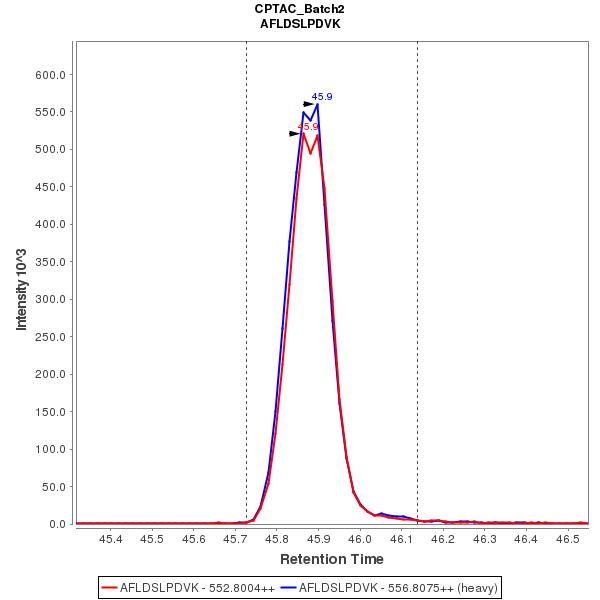 CPTAC_Batch2
AFLDSLPDVK
45.9
45.9
600.0
550.0
500.0
450.0
400.0
350.0
300.0
250.0
200.0
150.0
100.0
50.0
0.0
Intensity 10^3
45.4 45.5 45.6 45.7 45.8 45.9 46.0 46.1 46.2 46.3 46.4 46.5
Retention Time
AFLDSLPDVK - 552.8004++ AFLDSLPDVK - 556.8075++ (heavy)